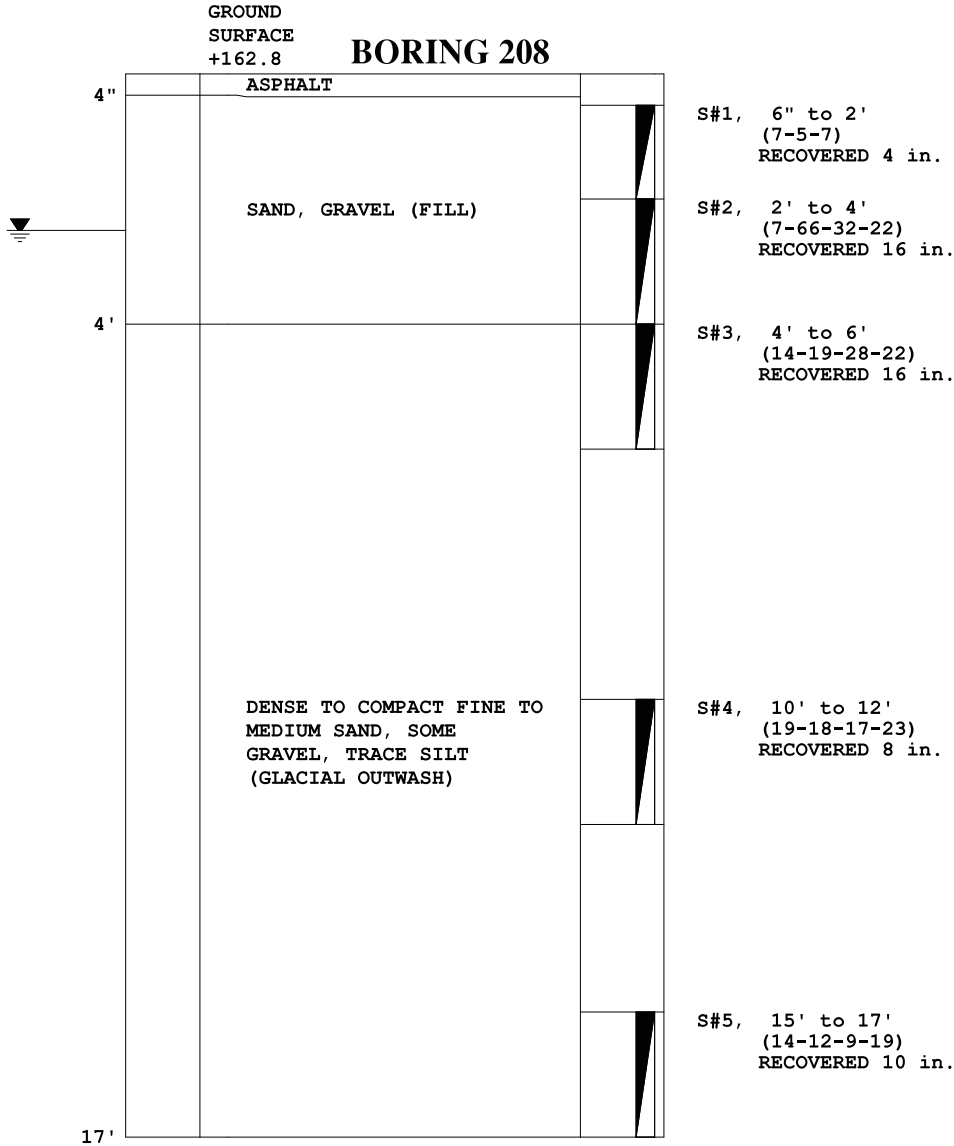 GROUND
SURFACE
+162.8
BORING 208
4"
ASPHALT
S#1, 6" to 2'
(7-5-7)
RECOVERED 4 in.
SAND, GRAVEL (FILL)
S#2, 2' to 4'
(7-66-32-22)
RECOVERED 16 in.
4'
S#3, 4' to 6'
(14-19-28-22)
RECOVERED 16 in.
DENSE TO COMPACT FINE TO
MEDIUM SAND, SOME
GRAVEL, TRACE SILT
(GLACIAL OUTWASH)
S#4, 10' to 12'
(19-18-17-23)
RECOVERED 8 in.
S#5, 15' to 17'
(14-12-9-19)
RECOVERED 10 in.
17'